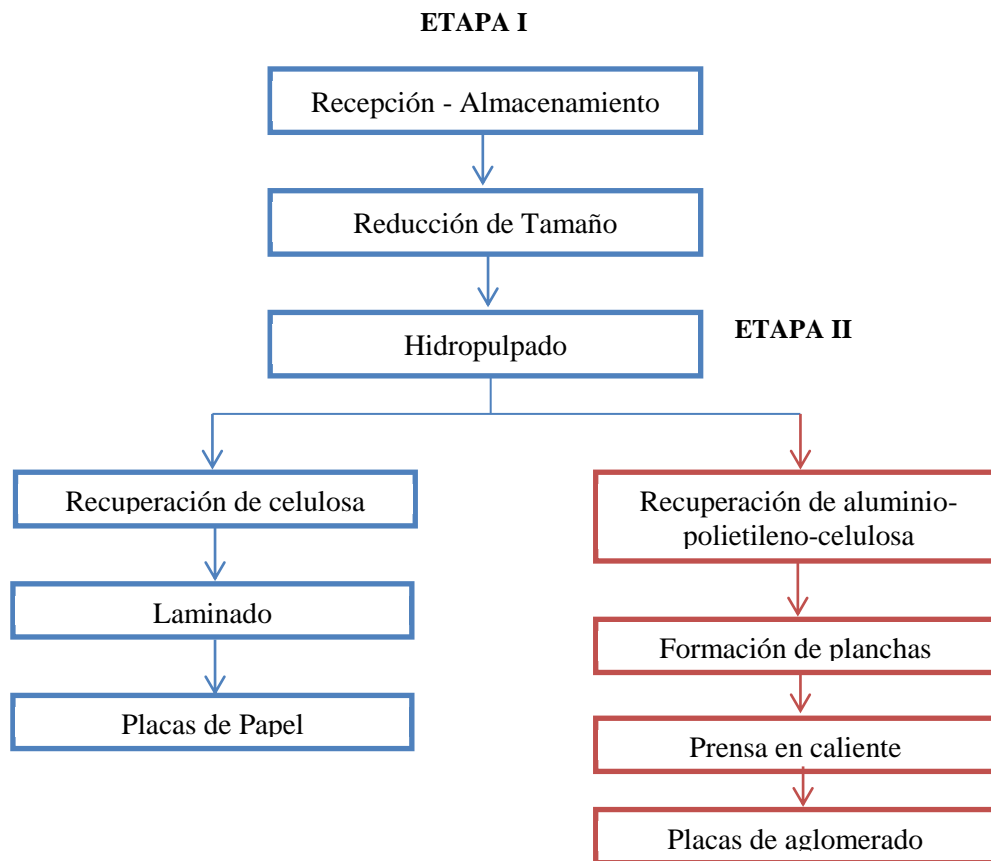 ETAPA I
Recepción - Almacenamiento
Reducción de Tamaño
Hidropulpado
ETAPA II
Recuperación de celulosa
Laminado
Placas de Papel
Recuperación de aluminio-
polietileno-celulosa
Formación de planchas
Prensa en caliente
Placas de aglomerado